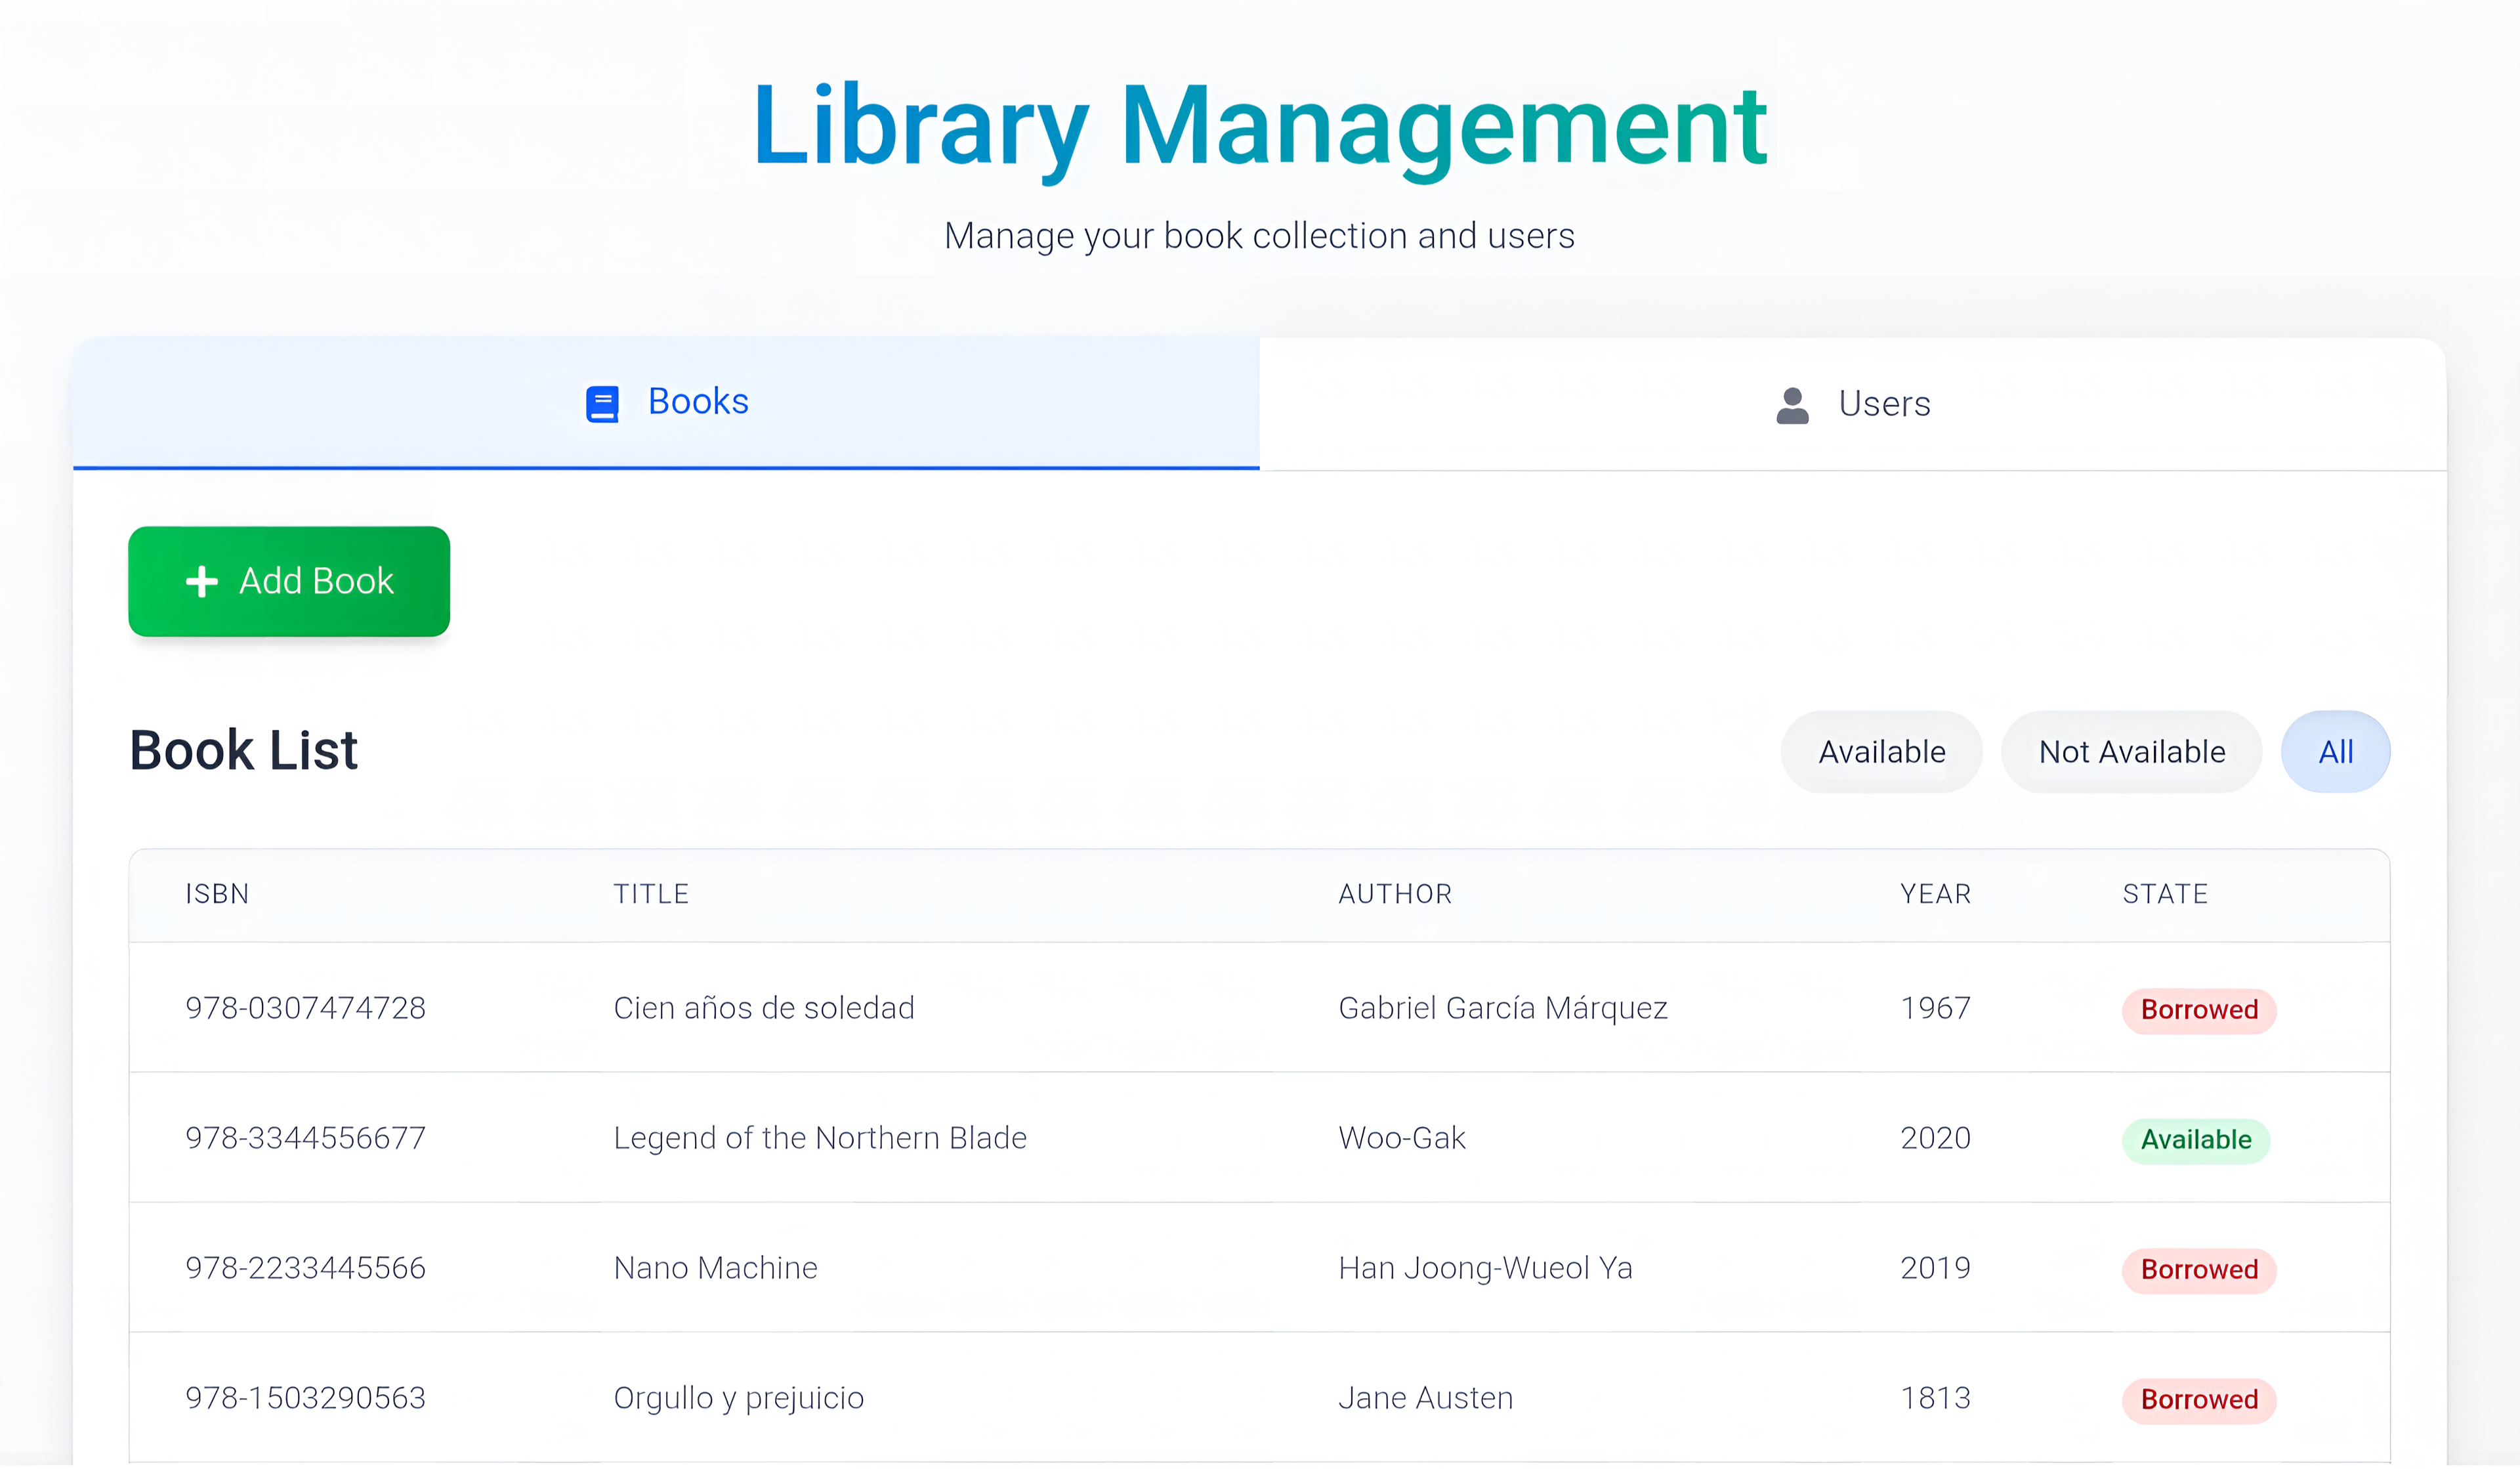 Library Management
Manage your book collection and users
Books Users
Add Book
Book List Available Not Available All
ISBN TITLE AUTHOR YEAR STATE
978-0307474728 Cien años de soledad Gabriel García Márquez 1967 Borrowed
978-3344556677 Legend of the Northern Blade Woo-Gak 2020 Available
978-2233445566 Nano Machine Han Joong-Wueol Ya 2019 Borrowed
978-1503290563 Orgullo y prejuicio Jane Austen 1813 Borrowed